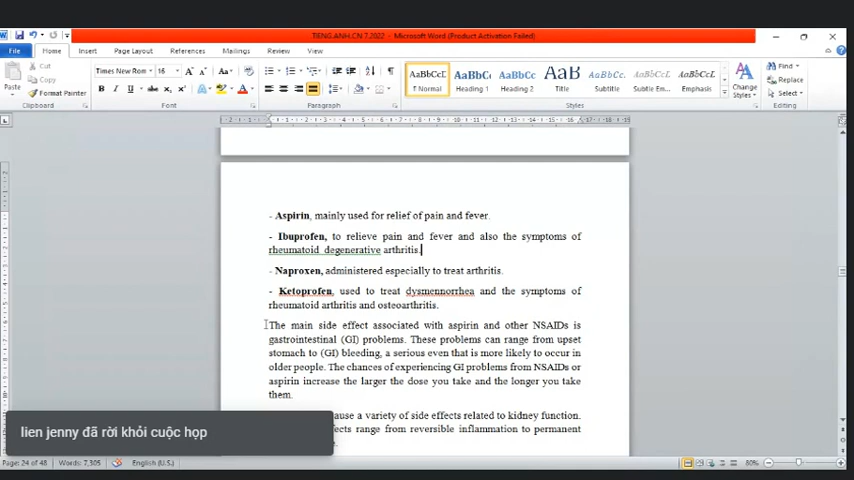 TIENG.ANH.CN 7.2022 - Microsoft Word (Product Activation Failed)
File Home Insert Page Layout References Mailings Review View
Cut
Copy
Format Painter
Paste
Clipboard
Times New Rom 16
Font
Paragraph
AaBbCcI AaBbCc AaBbCc AaB AaBbCc. AaBbCcL AaBbCcL
¶ Normal Heading 1 Heading 2 Title Subtitle Subtle Em... Emphasis
Change Styles
Styles
Find
Replace
Select
Editing
- Aspirin, mainly used for relief of pain and fever.
- Ibuprofen, to relieve pain and fever and also the symptoms of
rheumatoid degenerative arthritis.
- Naproxen, administered especially to treat arthritis.
- Ketoprofen, used to treat dysmennorrhea and the symptoms of
rheumatoid arthritis and osteoarthritis.
The main side effect associated with aspirin and other NSAIDs is
gastrointestinal (GI) problems. These problems can range from upset
stomach to (GI) bleeding, a serious even that is more likely to occur in
older people. The chances of experiencing GI problems from NSAIDs or
aspirin increase the larger the dose you take and the longer you take
them.
ause a variety of side effects related to kidney function.
fects range from reversible inflammation to permanent
lien jenny đã rời khỏi cuộc họp
Page: 24 of 48 Words: 7,305 English (U.S.) 80%